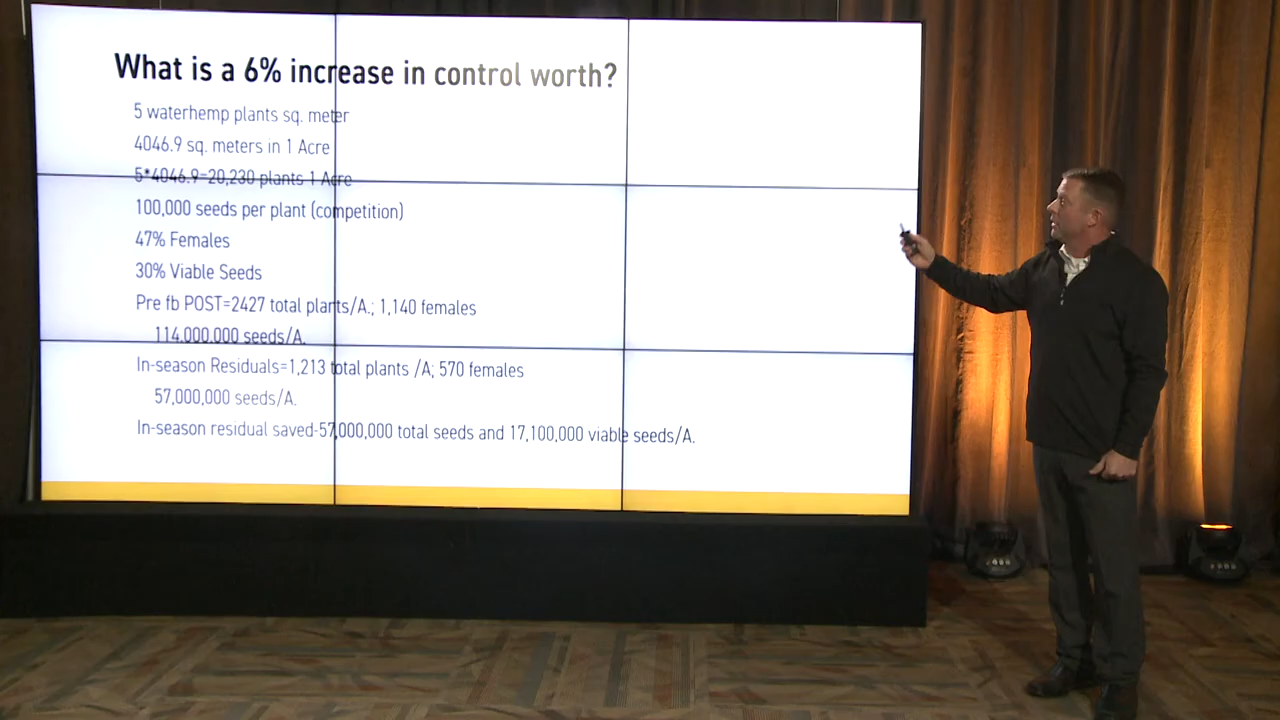 What is a 6% increase in control worth?
5 waterhemp plants sq. meter
4046.9 sq. meters in 1 Acre
5*4046.9=20,230 plants 1 Acre
100,000 seeds per plant (competition)
47% Females
30% Viable Seeds
Pre fb POST=2427 total plants/A.; 1,140 females
114,000,000 seeds/A.
In-season Residuals=1,213 total plants /A; 570 females
57,000,000 seeds/A.
In-season residual saved-57,000,000 total seeds and 17,100,000 viable seeds/A.